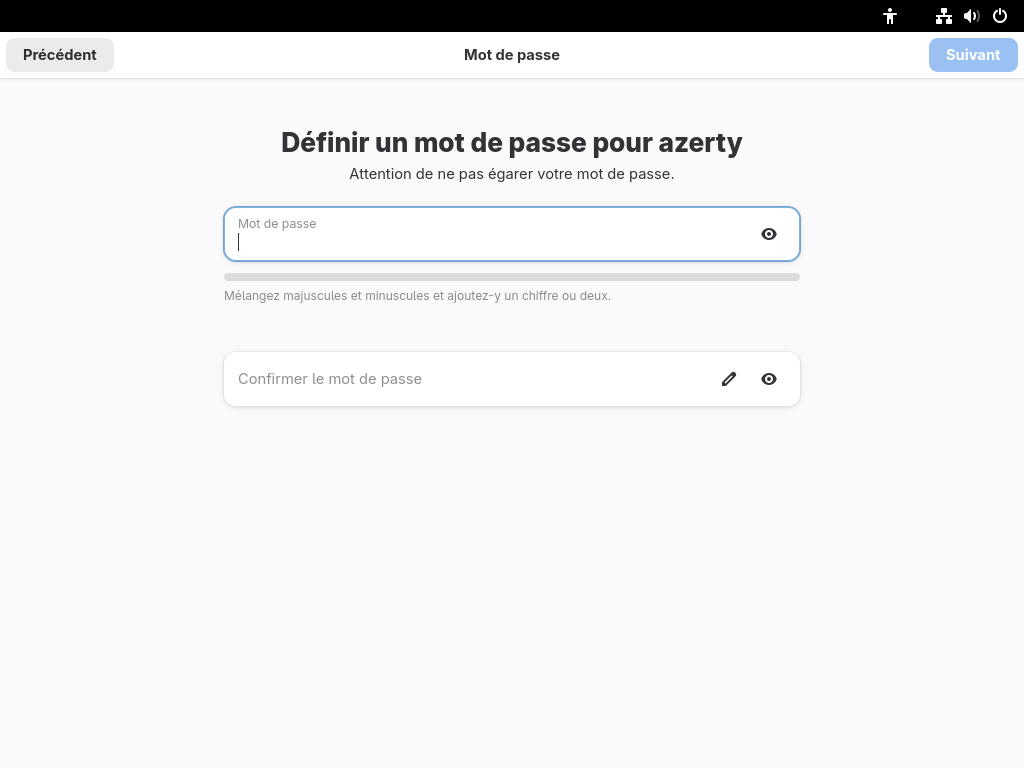 Précédent
Mot de passe
Suivant
Définir un mot de passe pour azerty
Attention de ne pas égarer votre mot de passe.
Mot de passe
Mélangez majuscules et minuscules et ajoutez-y un chiffre ou deux.
Confirmer le mot de passe